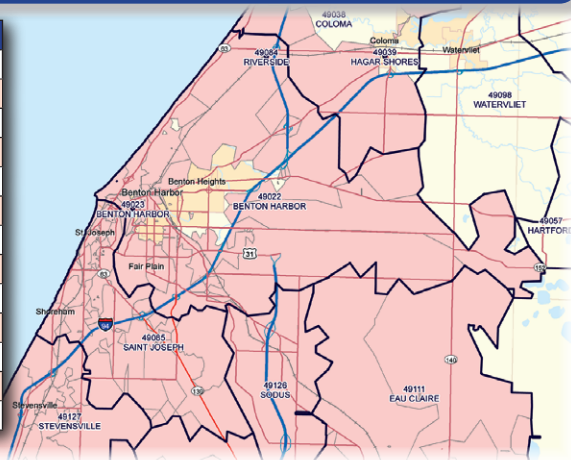 49038
COLOMA
63
49084
RIVERSIDE
Coloma
49039
HAGAR SHORES
Watervliet
49098
WATERVLIET
Benton Heights
Benton Harbor
49022
BENTON HARBOR
49023
BENTON HARBOR
49057
HARTFORD
St. Joseph
31
Fair Plain
63
152
Shoreham
94
49085
SAINT JOSEPH
140
139
49126
SODUS
49111
EAU CLAIRE
Stevensville
49127
STEVENSVILLE